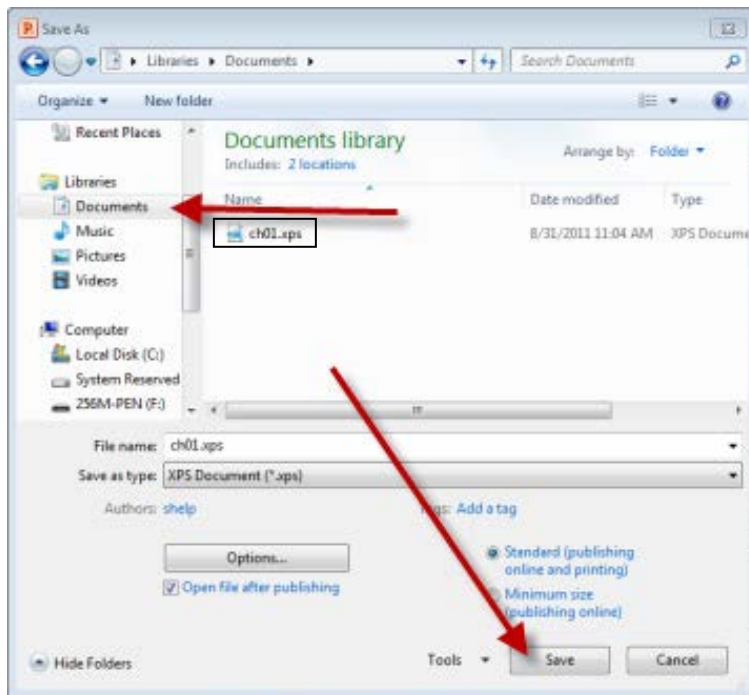 Save As
Libraries Documents
Search Documents
Organize New folder
Recent Places
Libraries
Documents
Music
Pictures
Videos
Computer
Local Disk (C:)
System Reserved
256M-PEN (F:)
Documents library
Includes: 2 locations
Arrange by: Folder
Name Date modified Type
ch01.xps 8/31/2011 11:04 AM XPS Docume
File name: ch01.xps
Save as type: XPS Document (*.xps)
Authors: shelp
Add a tag
Options...
Open file after publishing
Standard (publishing
online and printing)
Minimum size
(publishing online)
Hide Folders
Tools Save Cancel